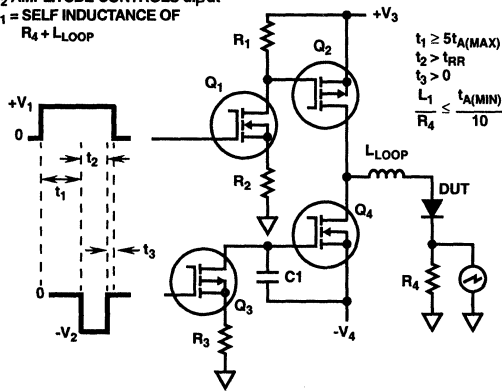 2 AMPLITUDE CONTROLS dIF/dt
1 = SELF INDUCTANCE OF
R4 + LLOOP
+V3
R1
Q2
t1 ≥ 5tA(MAX)
t2 > tRR
t3 > 0
L1/R4 ≤ tA(MIN)/10
Q1
+V1
0
t2
t1
R2
LLOOP
DUT
Q4
t3
C1
R4
0
Q3
-V2
R3
-V4